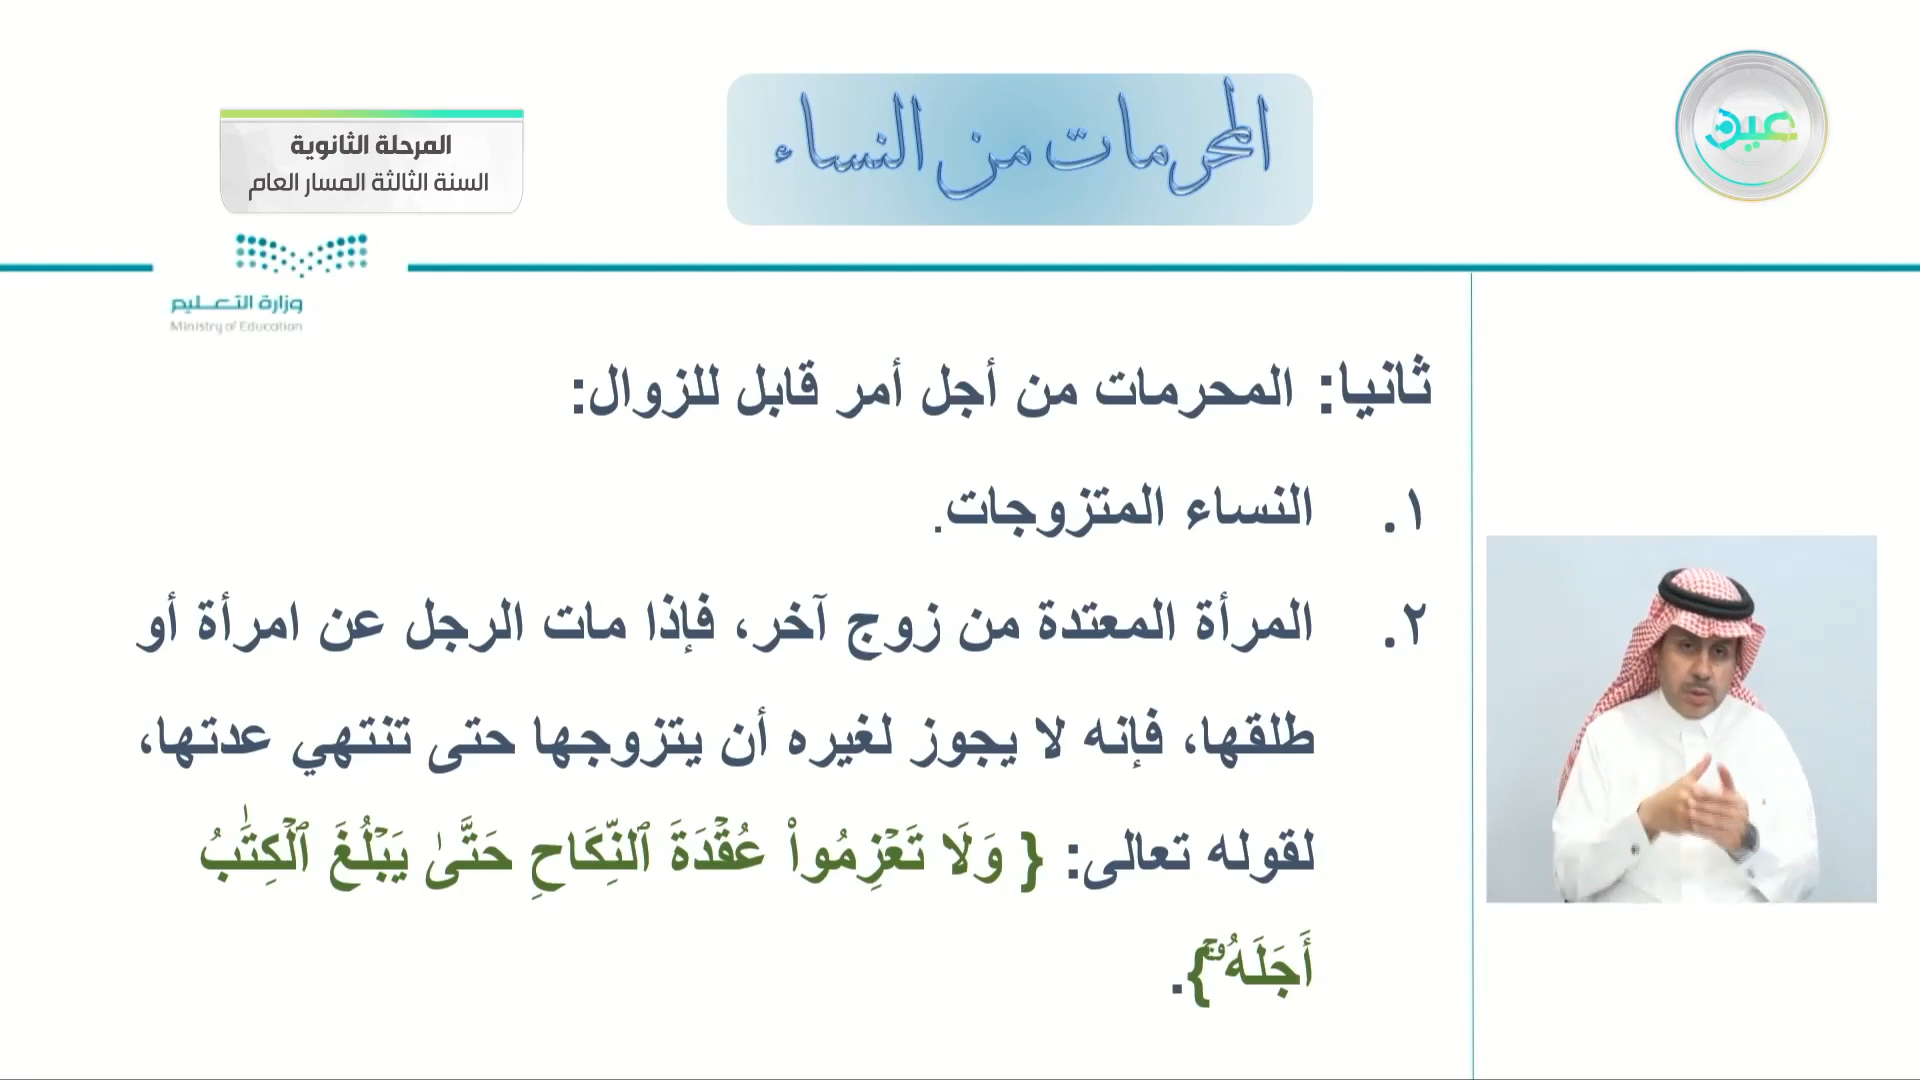 المحرمات من النساء
عين
المرحلة الثانوية
السنة الثالثة المسار العام
وزارة التعليم
Ministry of Education
ثانيا: المحرمات من أجل أمر قابل للزوال:
١. النساء المتزوجات.
٢. المرأة المعتدة من زوج آخر، فإذا مات الرجل عن امرأة أو
طلقها، فإنه لا يجوز لغيره أن يتزوجها حتى تنتهي عدتها،
لقوله تعالى: { وَلَا تَعۡزِمُواْ عُقۡدَةَ ٱلنِّكَاحِ حَتَّىٰ يَبۡلُغَ ٱلۡكِتَٰبُ
أَجَلَهُۥۚ}.